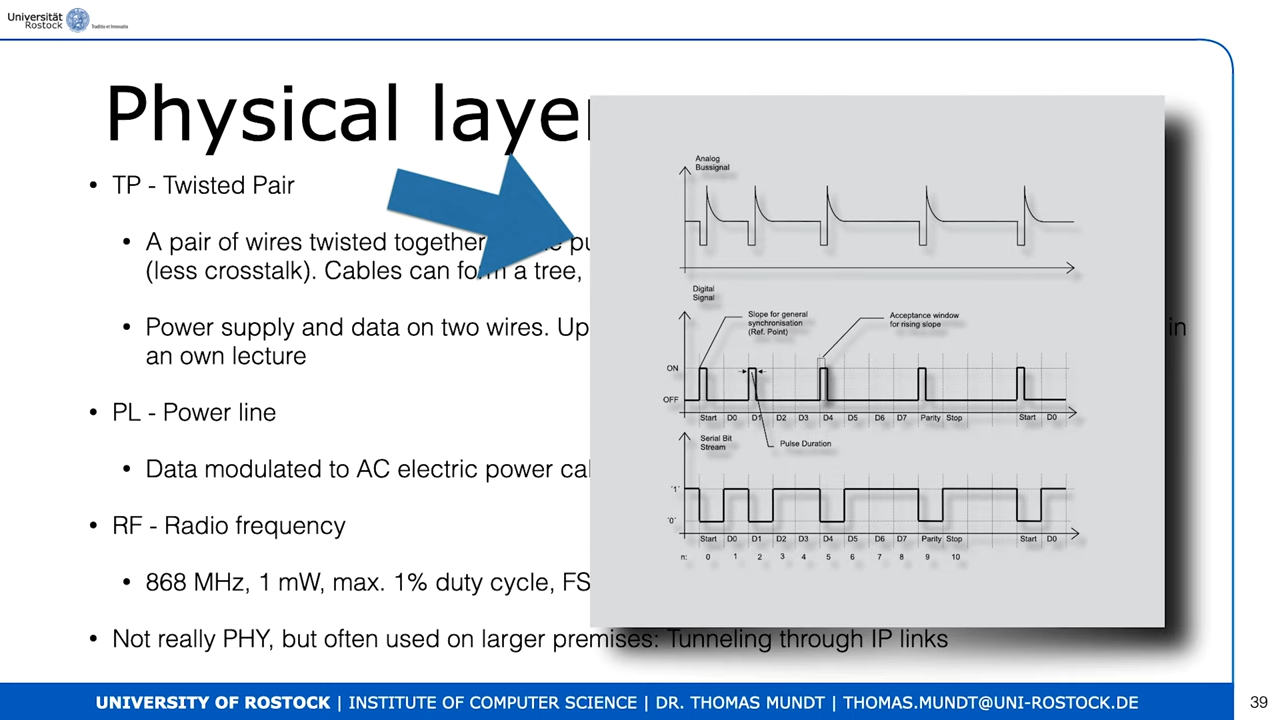 Universität
Rostock
Traditio et Innovatio
Physical laye
• TP - Twisted Pair
• A pair of wires twisted together
(less crosstalk). Cables can form a tree,
• Power supply and data on two wires. Up in
an own lecture
• PL - Power line
• Data modulated to AC electric power
• RF - Radio frequency
• 868 MHz, 1 mW, max. 1% duty cycle, FS
• Not really PHY, but often used on larger premises: Tunneling through IP links
Analog
Bussignal
Digital
Signal
Slope for general
synchronisation
(Ref. Point)
Acceptance window
for rising slope
ON
OFF
Start D0 D1 D2 D3 D4 D5 D6 D7 Parity Stop Start D0
Serial Bit
Stream
Pulse Duration
'1'
'0'
Start D0 D1 D2 D3 D4 D5 D6 D7 Parity Stop Start D0
n: 0 1 2 3 4 5 6 7 8 9 10
UNIVERSITY OF ROSTOCK | INSTITUTE OF COMPUTER SCIENCE | DR. THOMAS MUNDT | THOMAS.MUNDT@UNI-ROSTOCK.DE
39